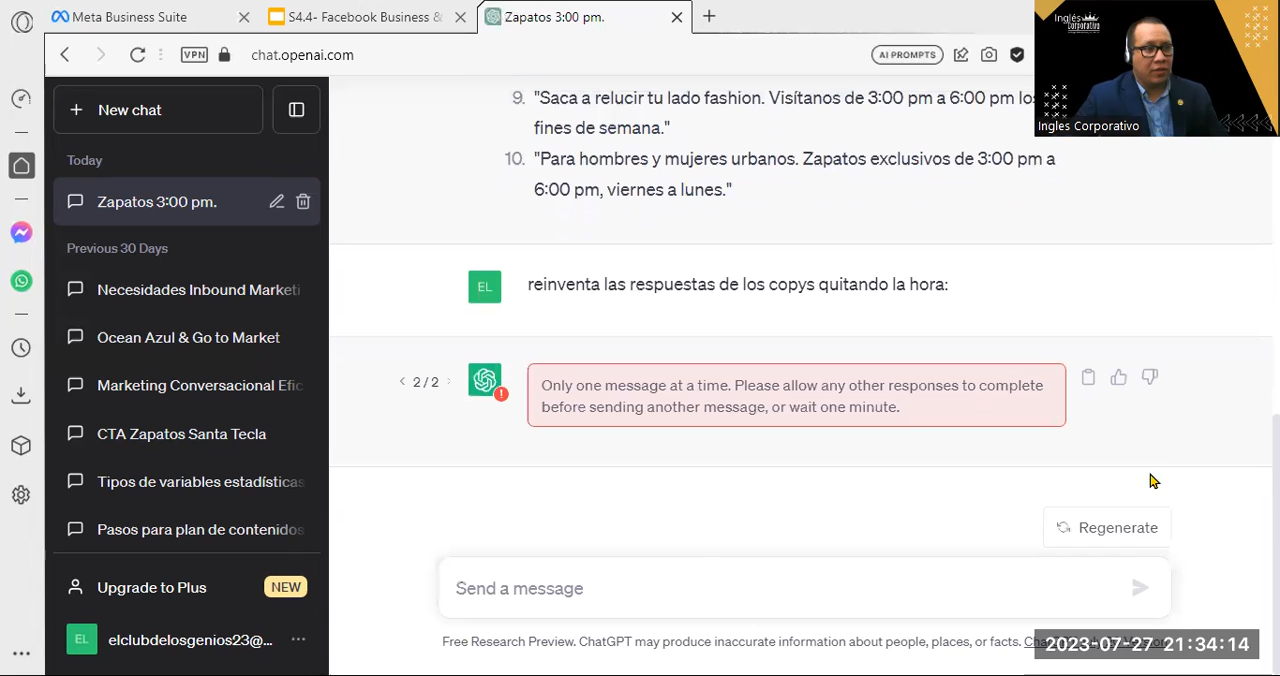 Meta Business Suite
S4.4- Facebook Business &
Zapatos 3:00 pm.
VPN
chat.openai.com
AI PROMPTS
Inglés
Corporativo
Ingles Corporativo
New chat
Today
Zapatos 3:00 pm.
Previous 30 Days
Necesidades Inbound Marketi
Ocean Azul & Go to Market
Marketing Conversacional Efic
CTA Zapatos Santa Tecla
Tipos de variables estadísticas
Pasos para plan de contenidos
Upgrade to Plus
NEW
EL
elclubdelosgenios23@...
9. "Saca a relucir tu lado fashion. Visítanos de 3:00 pm a 6:00 pm los
fines de semana."
10. "Para hombres y mujeres urbanos. Zapatos exclusivos de 3:00 pm a
6:00 pm, viernes a lunes."
EL
reinventa las respuestas de los copys quitando la hora:
2 / 2
Only one message at a time. Please allow any other responses to complete
before sending another message, or wait one minute.
Regenerate
Send a message
Free Research Preview. ChatGPT may produce inaccurate information about people, places, or facts.
2023-07-27 21:34:14